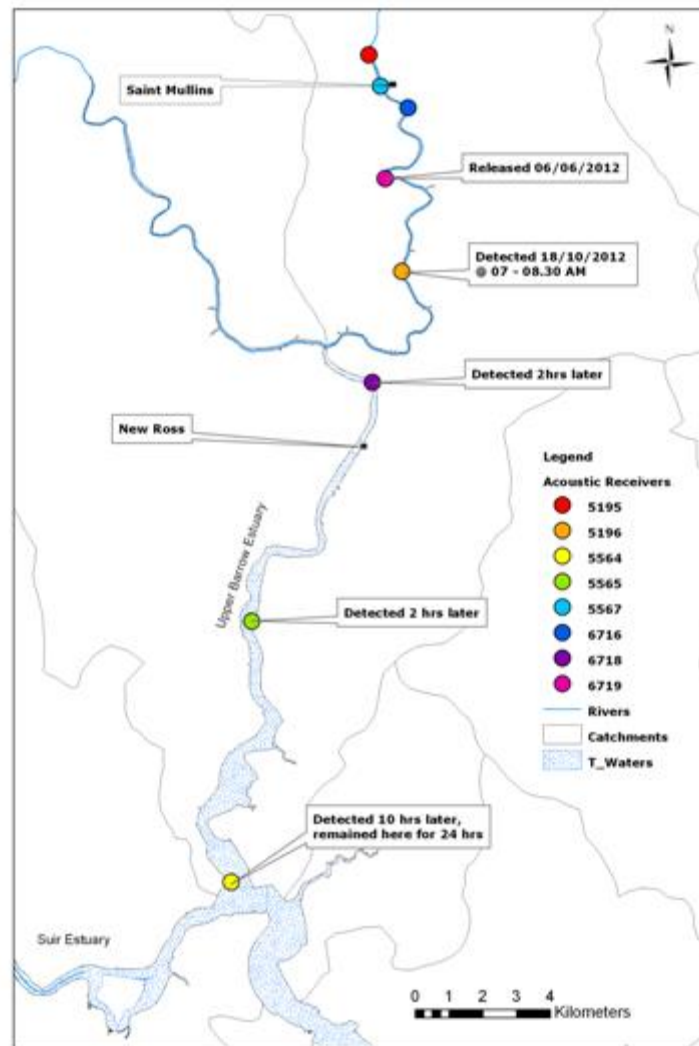 N
Saint Mullins
Released 06/06/2012
Detected 18/10/2012
@ 07 - 08.30 AM
Detected 2hrs later
New Ross
Legend
Acoustic Receivers
5195
5196
5564
5565
5567
6716
6718
6719
Rivers
Catchments
T_Waters
Upper Barrow Estuary
Detected 2 hrs later
Detected 10 hrs later,
remained here for 24 hrs
Suir Estuary
0 1 2 3 4
Kilometers